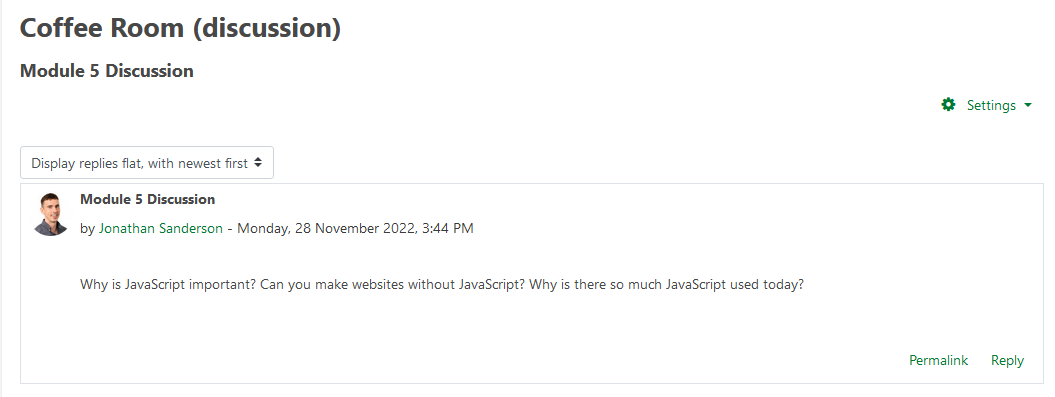 Coffee Room (discussion)
Module 5 Discussion
Settings
Display replies flat, with newest first
Module 5 Discussion
by Jonathan Sanderson - Monday, 28 November 2022, 3:44 PM
Why is JavaScript important? Can you make websites without JavaScript? Why is there so much JavaScript used today?
Permalink Reply